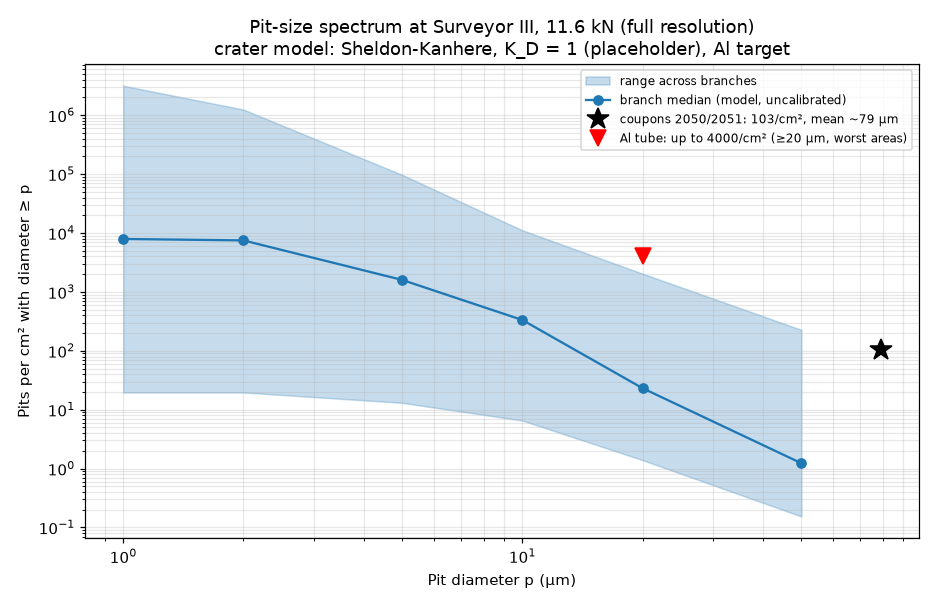 Pit-size spectrum at Surveyor III, 11.6 kN (full resolution)
crater model: Sheldon-Kanhere, K_D = 1 (placeholder), Al target
range across branches
branch median (model, uncalibrated)
coupons 2050/2051: 103/cm², mean ~79 µm
Al tube: up to 4000/cm² (≥20 µm, worst areas)
Pits per cm² with diameter ≥ p
10⁶
10⁵
10⁴
10³
10²
10¹
10⁰
10⁻¹
10⁰
10¹
Pit diameter p (µm)